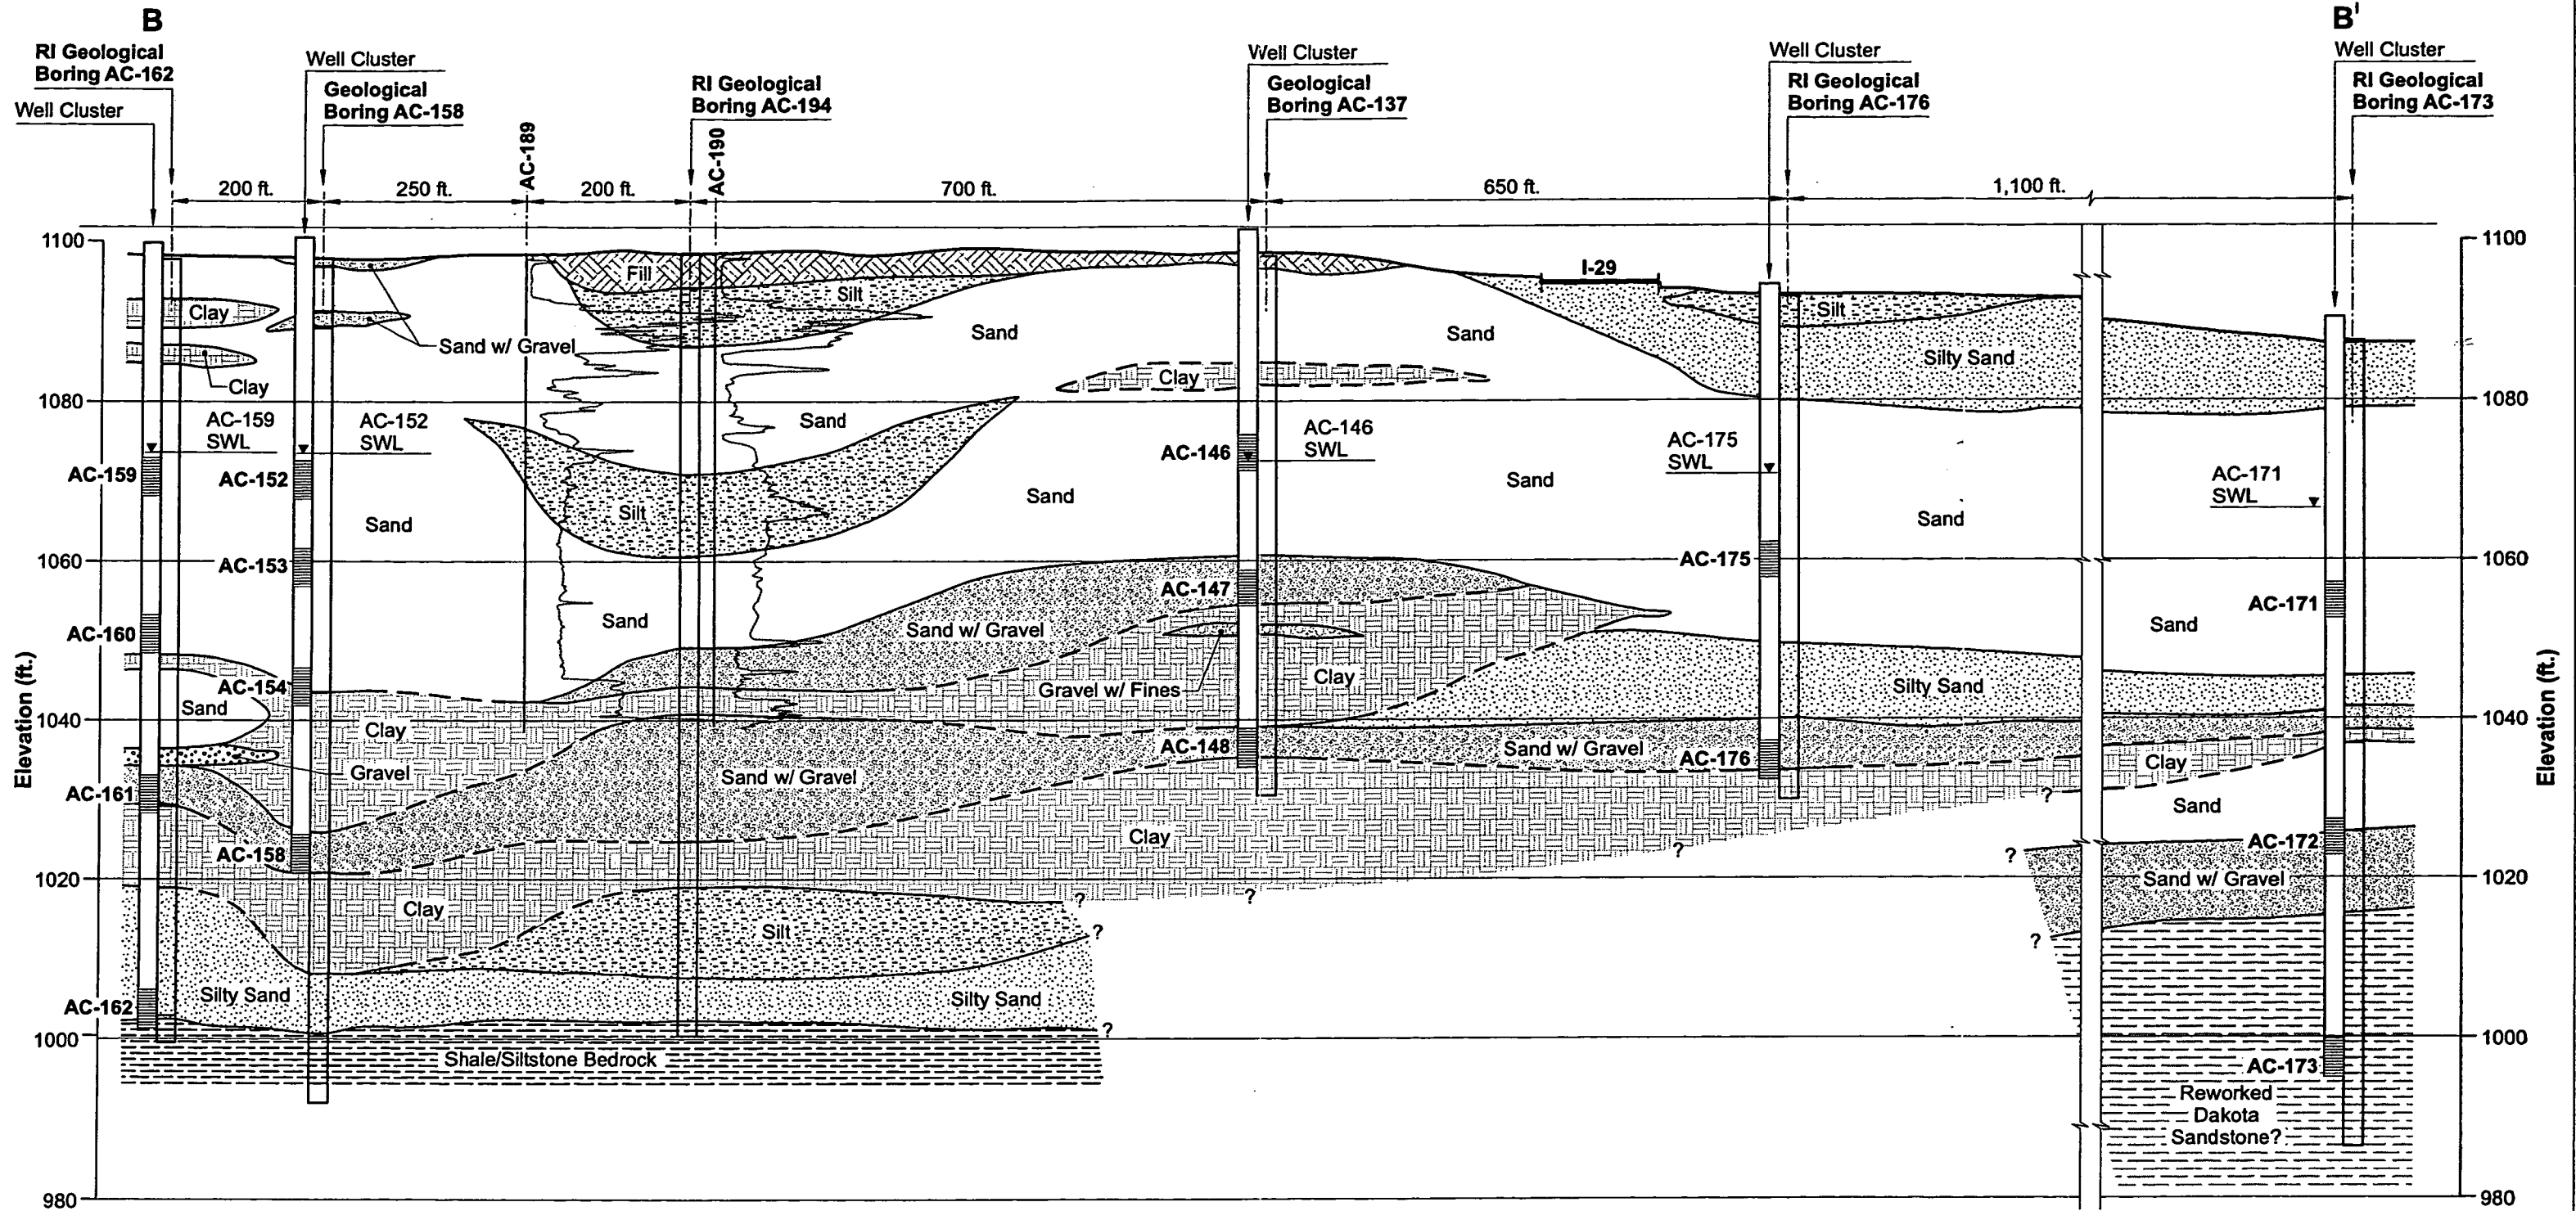 B
B'
RI Geological
Boring AC-162
Well Cluster
Well Cluster
Geological
Boring AC-158
AC-189
RI Geological
Boring AC-194
AC-190
Well Cluster
Geological
Boring AC-137
Well Cluster
RI Geological
Boring AC-176
Well Cluster
RI Geological
Boring AC-173
200 ft.
250 ft.
200 ft.
700 ft.
650 ft.
1,100 ft.
1100
1100
Fill
I-29
Silt
Silt
Clay
Sand w/ Gravel
Sand
Sand
Silty Sand
Clay
Clay
1080
1080
AC-159
SWL
AC-152
SWL
Sand
AC-146
SWL
AC-175
SWL
AC-171
SWL
AC-159
AC-152
AC-146
Sand
Sand
Sand
Silt
Sand
1060
AC-153
AC-175
1060
AC-147
AC-171
AC-160
Sand
Sand w/ Gravel
Sand
Elevation (ft.)
Elevation (ft.)
AC-154
Gravel w/ Fines
Clay
Silty Sand
Sand
1040
Clay
1040
AC-148
Sand w/ Gravel
AC-176
Clay
Gravel
Sand w/ Gravel
AC-161
?
Sand
Clay
AC-158
?
?
AC-172
1020
1020
Sand w/ Gravel
?
?
Clay
Silt
?
?
Silty Sand
Silty Sand
AC-162
?
1000
1000
Shale/Siltstone Bedrock
AC-173
Reworked
Dakota
Sandstone?
980
980